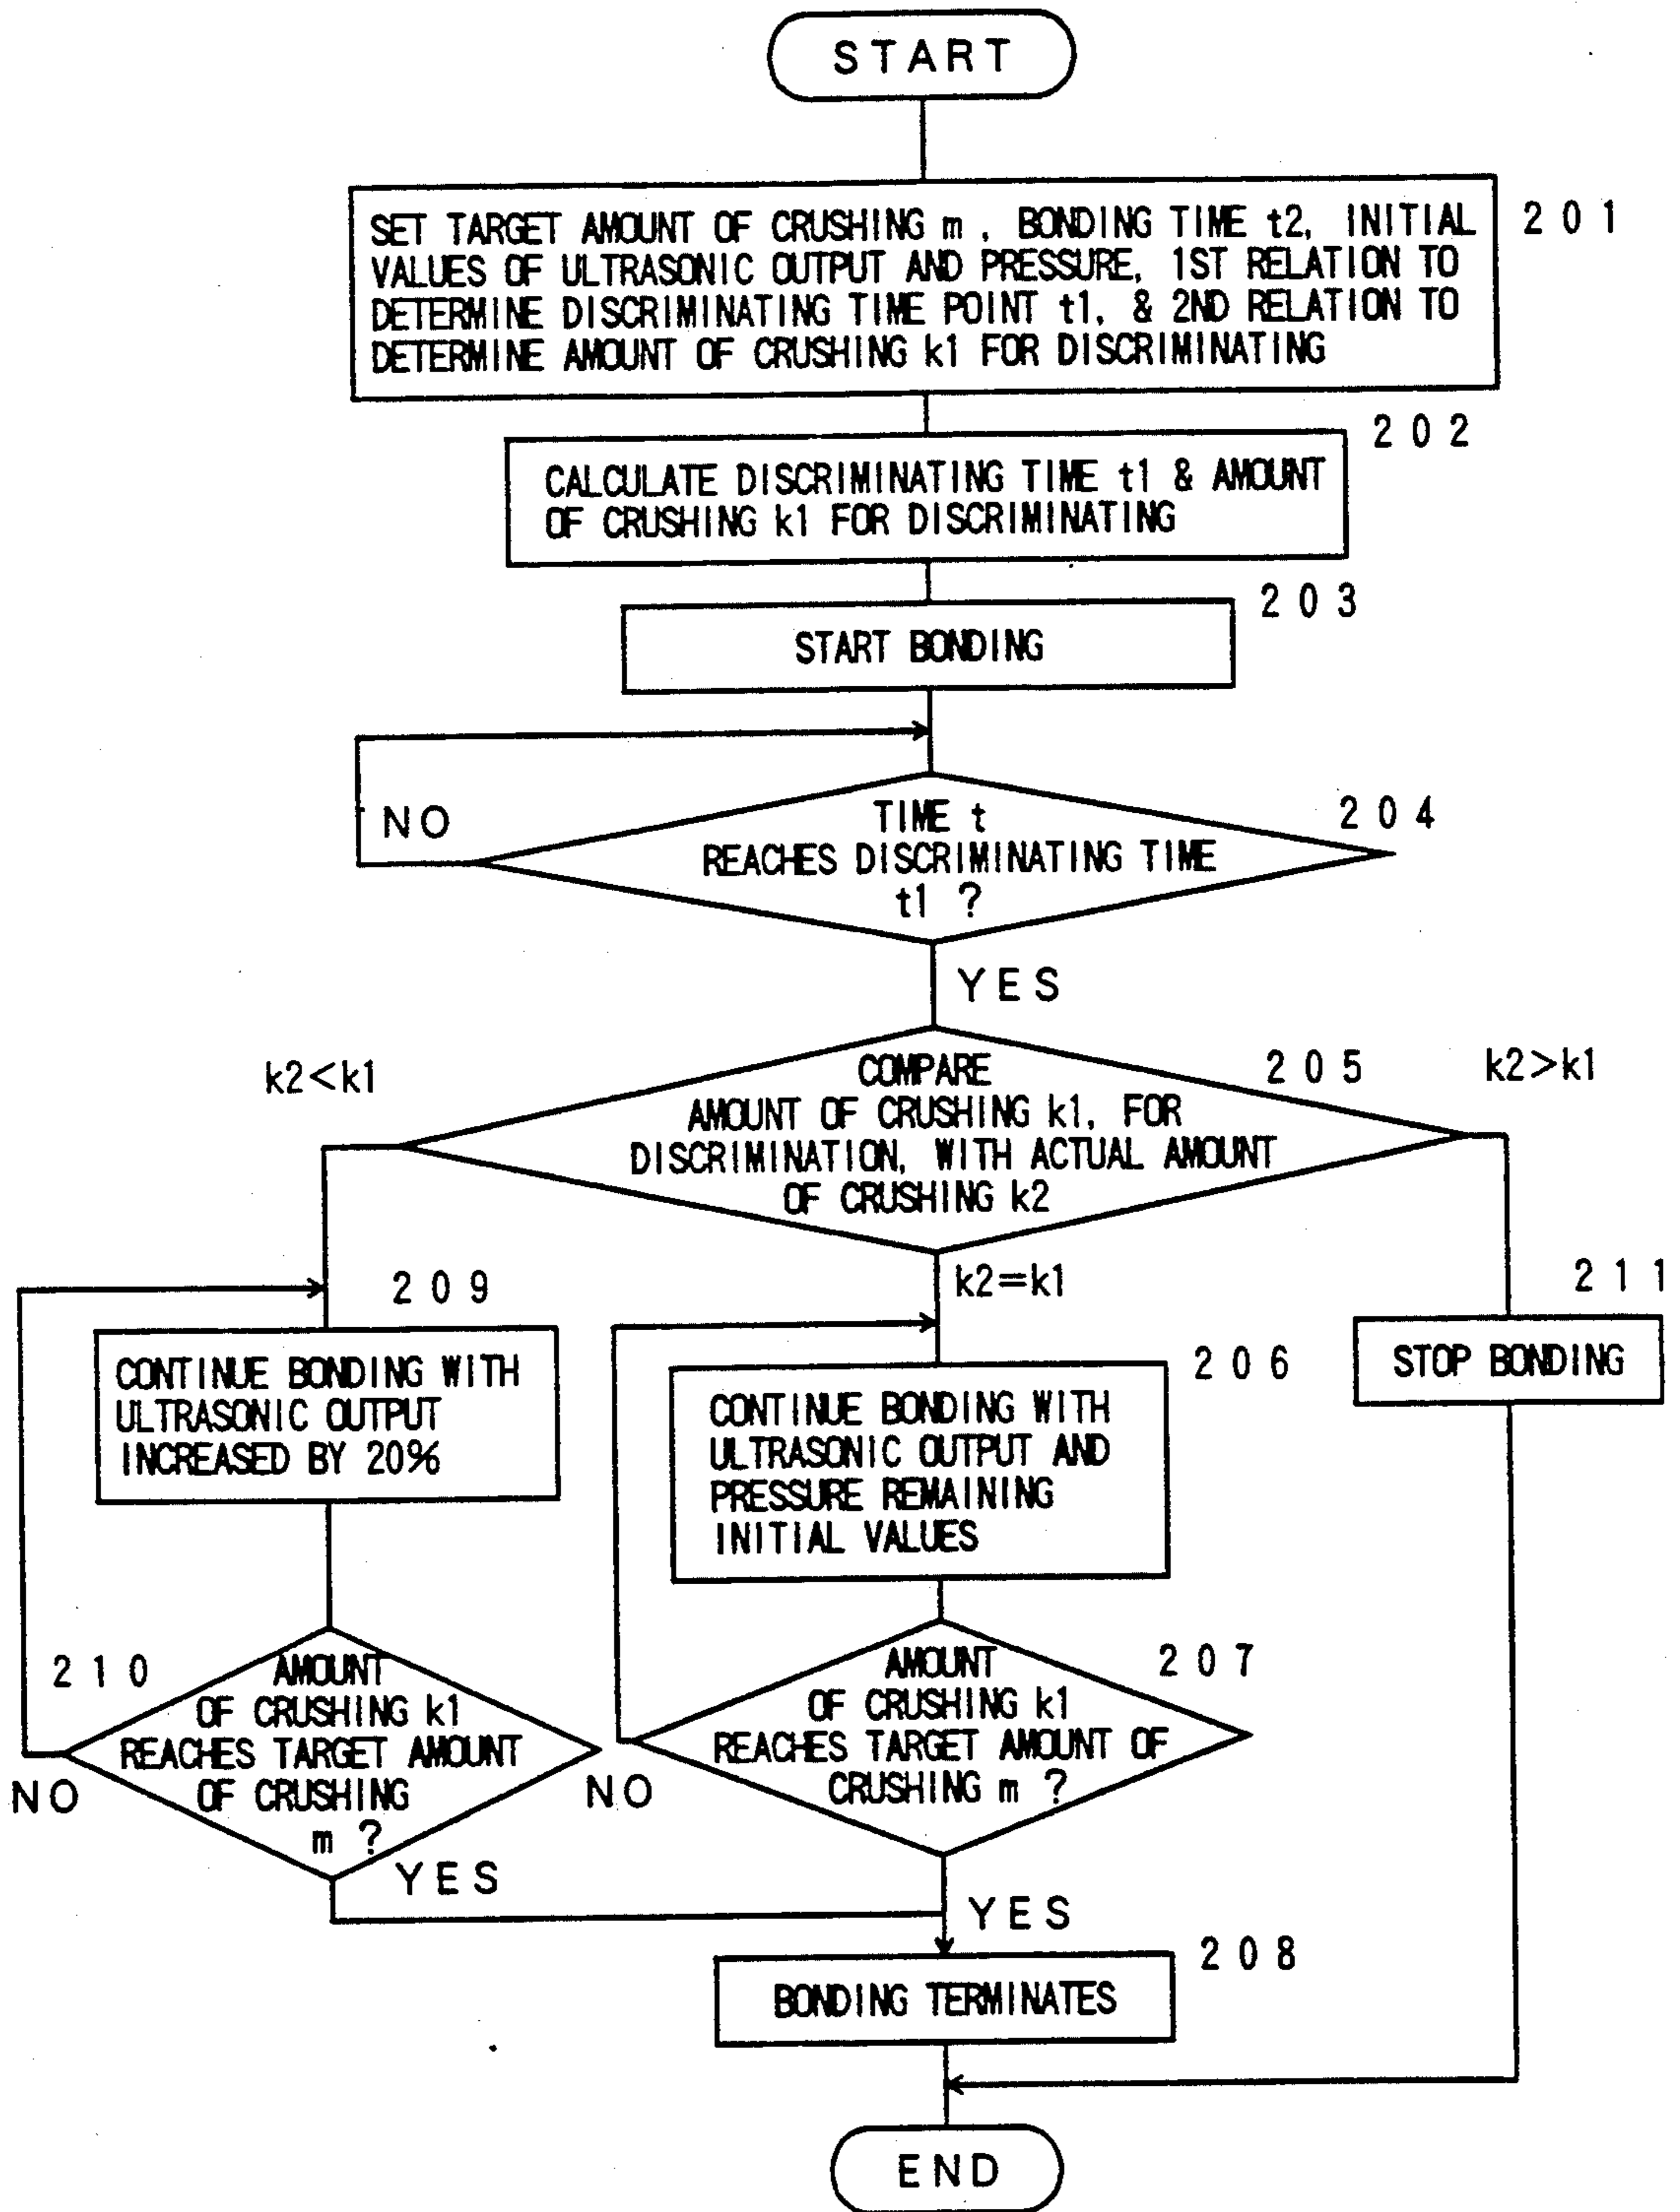 START
SET TARGET AMOUNT OF CRUSHING m, BONDING TIME t2, INITIAL
VALUES OF ULTRASONIC OUTPUT AND PRESSURE, 1ST RELATION TO
DETERMINE DISCRIMINATING TIME POINT t1, & 2ND RELATION TO
DETERMINE AMOUNT OF CRUSHING k1 FOR DISCRIMINATING
201
202
CALCULATE DISCRIMINATING TIME t1 & AMOUNT
OF CRUSHING k1 FOR DISCRIMINATING
203
START BONDING
NO
TIME t
REACHES DISCRIMINATING TIME
t1 ?
204
YES
k2<k1
COMPARE
AMOUNT OF CRUSHING k1, FOR
DISCRIMINATION, WITH ACTUAL AMOUNT
OF CRUSHING k2
205
k2>k1
k2=k1
209
CONTINUE BONDING WITH
ULTRASONIC OUTPUT
INCREASED BY 20%
206
CONTINUE BONDING WITH
ULTRASONIC OUTPUT AND
PRESSURE REMAINING
INITIAL VALUES
211
STOP BONDING
210
AMOUNT
OF CRUSHING k1
REACHES TARGET AMOUNT
OF CRUSHING
m ?
NO
YES
207
AMOUNT
OF CRUSHING k1
REACHES TARGET AMOUNT OF
CRUSHING m ?
NO
YES
208
BONDING TERMINATES
END